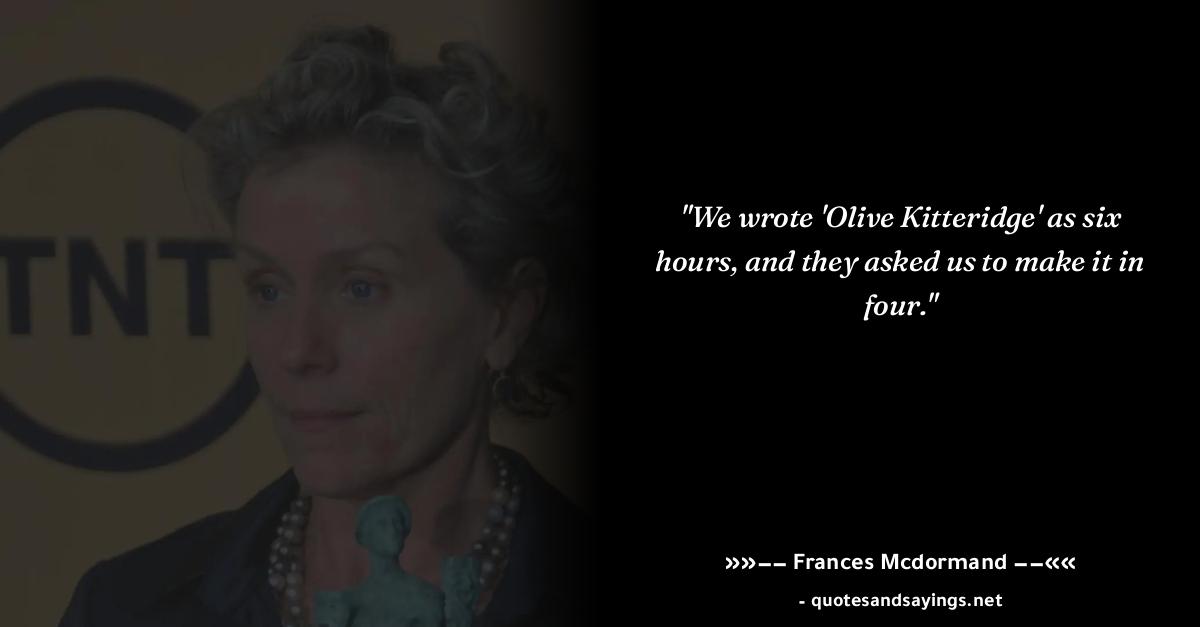 TNT
"We wrote 'Olive Kitteridge' as six
hours, and they asked us to make it in
four."
»»−− Frances Mcdormand −−««
- quotesandsayings.net